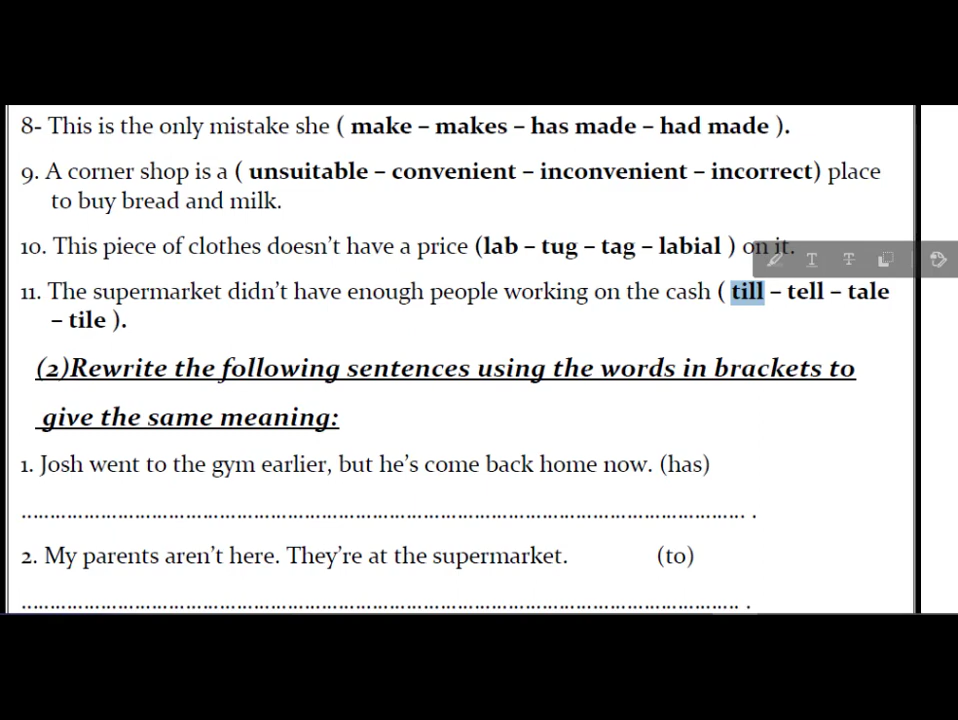 8- This is the only mistake she ( make – makes – has made – had made ).
9. A corner shop is a ( unsuitable – convenient – inconvenient – incorrect) place
to buy bread and milk.
10. This piece of clothes doesn't have a price (lab – tug – tag – labial ) on it.
11. The supermarket didn't have enough people working on the cash ( till – tell – tale
– tile ).
(2)Rewrite the following sentences using the words in brackets to
give the same meaning:
1. Josh went to the gym earlier, but he's come back home now. (has)
................................................................................................................................ .
2. My parents aren't here. They're at the supermarket. (to)
............................................................................................................................... .